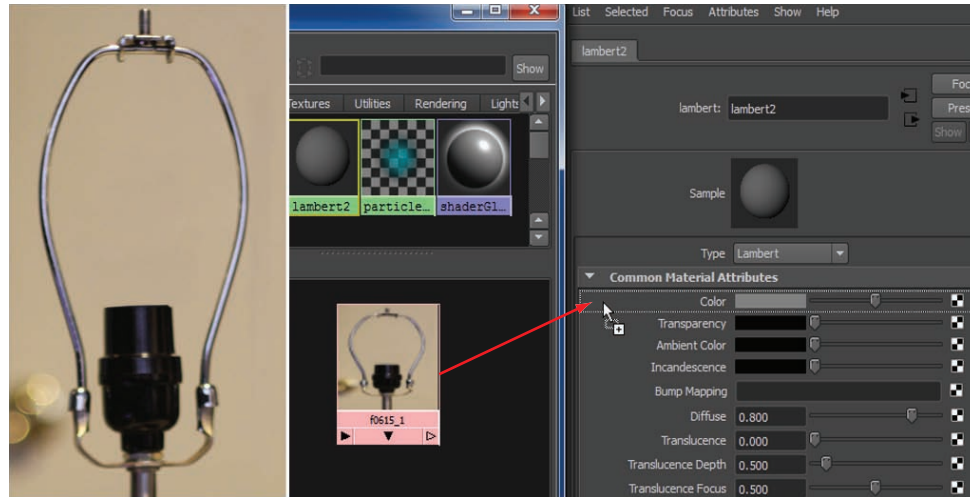 Show
Textures Utilities Rendering Lights
lambert2 particle... shaderGl...
f0615_1
List Selected Focus Attributes Show Help
lambert2
lambert: lambert2
Foc
Pres
Show
Sample
Type Lambert
Common Material Attributes
Color
Transparency
Ambient Color
Incandescence
Bump Mapping
Diffuse 0.800
Translucence 0.000
Translucence Depth 0.500
Translucence Focus 0.500